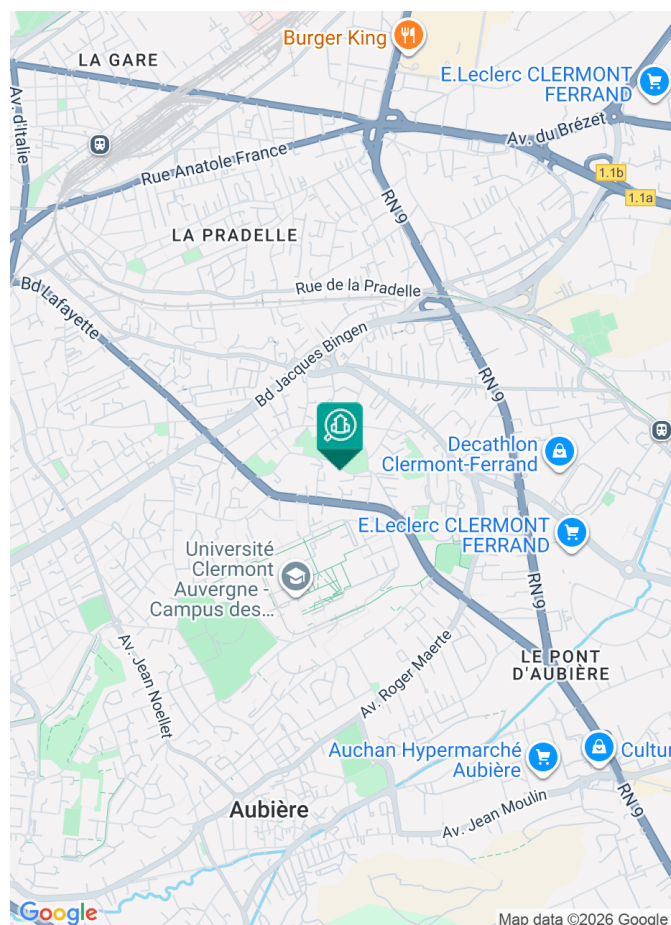 Burger King
LA GARE
E.Leclerc CLERMONT
FERRAND
Av. d'Italie
Av. du Brézet
Rue Anatole France
1.1b
1.1a
RN 9
LA PRADELLE
Rue de la Pradelle
Bd Lafayette
Bd Jacques Bingen
RN 9
Decathlon
Clermont-Ferrand
E.Leclerc CLERMONT
FERRAND
Université
Clermont
Auvergne -
Campus des...
RN 9
Av. Jean Noellet
Av. Roger Maerte
LE PONT
D'AUBIÈRE
Auchan Hypermarché
Aubière
Cultur
Aubière
Av. Jean Moulin
RN 9
Google
Map data ©2026 Google